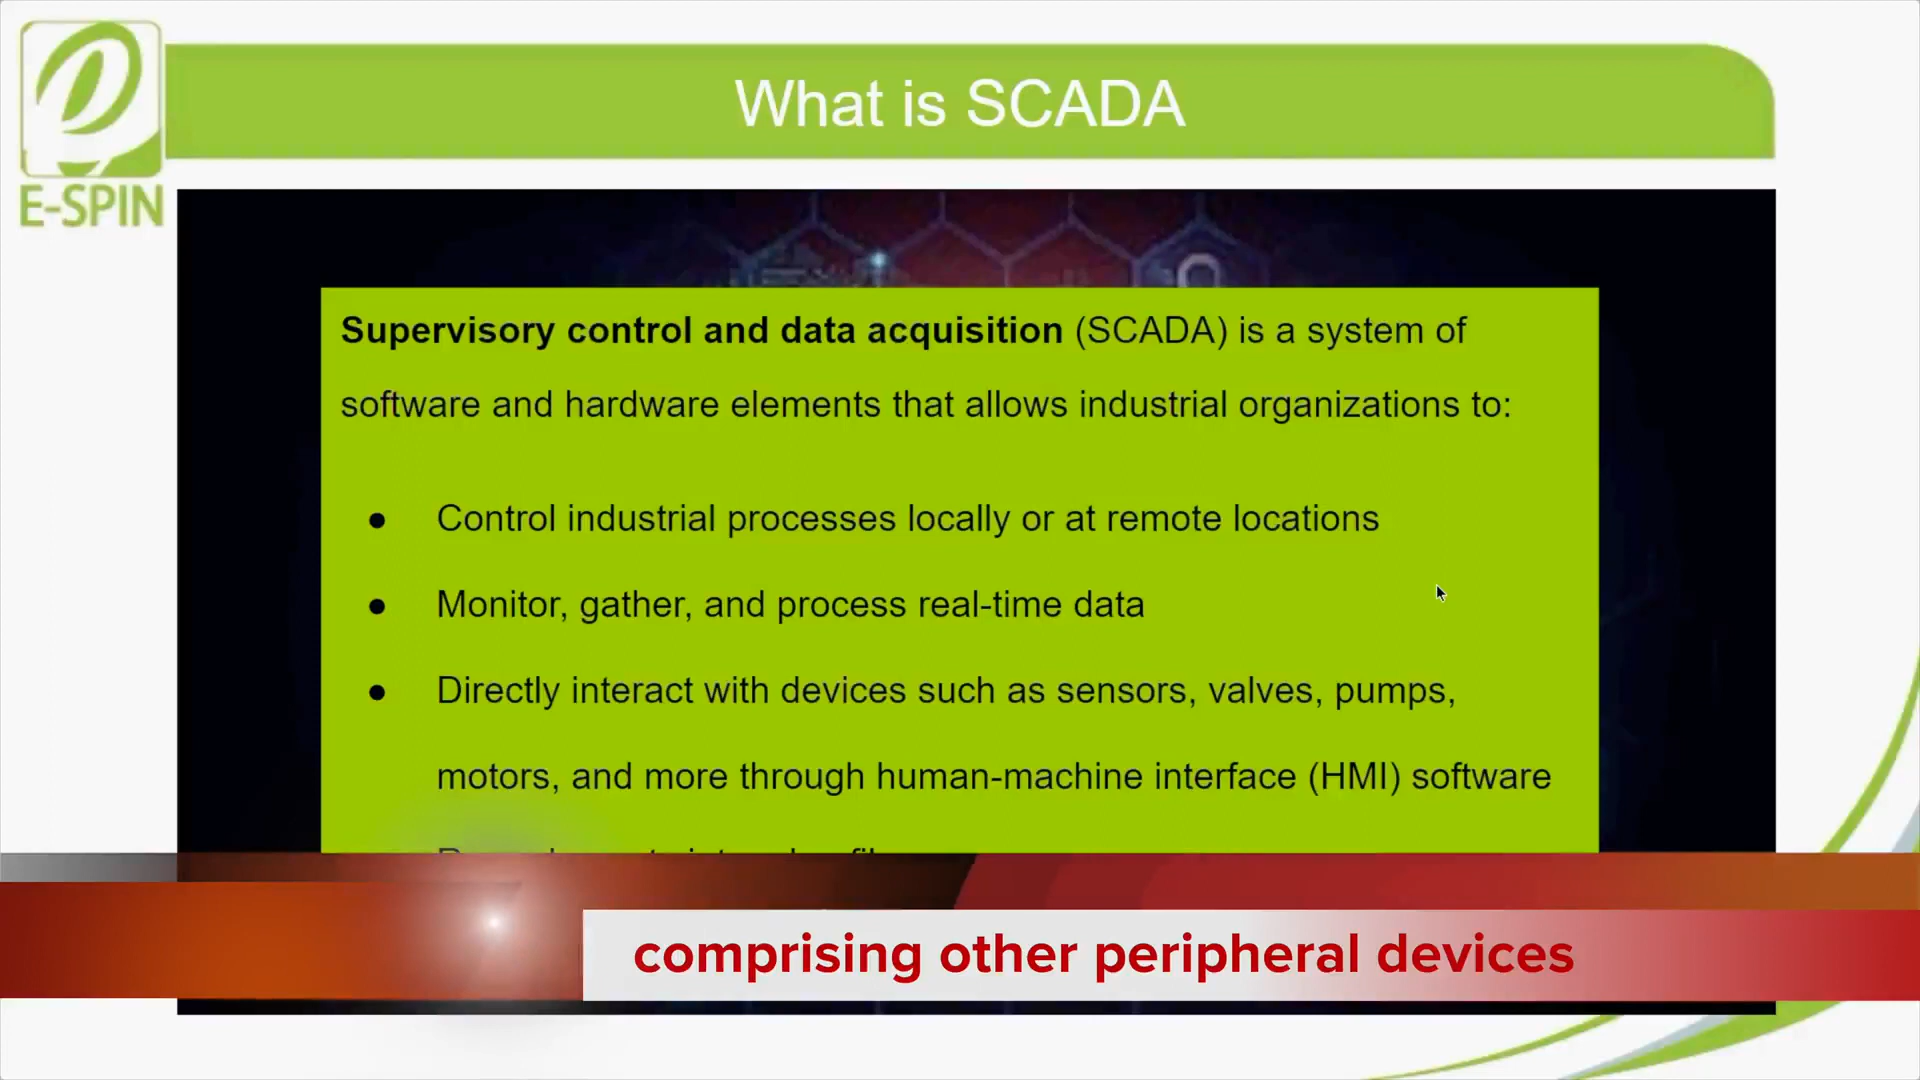 What is SCADA
E-SPIN
Supervisory control and data acquisition (SCADA) is a system of
software and hardware elements that allows industrial organizations to:
● Control industrial processes locally or at remote locations
● Monitor, gather, and process real-time data
● Directly interact with devices such as sensors, valves, pumps,
motors, and more through human-machine interface (HMI) software
comprising other peripheral devices